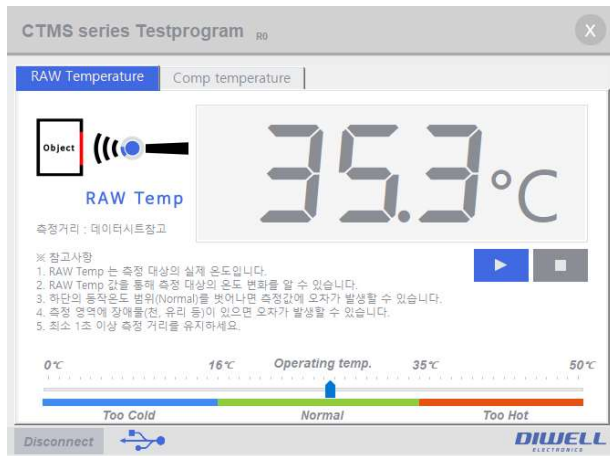 CTMS series Testprogram R0
X
RAW Temperature
Comp temperature
Object
35.3°C
RAW Temp
측정거리 : 데이터시트참고
※ 참고사항
1. RAW Temp 는 측정 대상의 실제 온도입니다.
2. RAW Temp 값을 통해 측정 대상의 온도 변화를 알 수 있습니다.
3. 하단의 동작온도 범위(Normal)를 벗어나면 측정값에 오차가 발생할 수 있습니다.
4. 측정 영역에 장애물(천, 유리 등)이 있으면 오차가 발생할 수 있습니다.
5. 최소 1초 이상 측정 거리를 유지하세요.
0℃ 16℃ Operating temp. 35℃ 50℃
Too Cold Normal Too Hot
Disconnect
DIWELL
ELECTRONICS